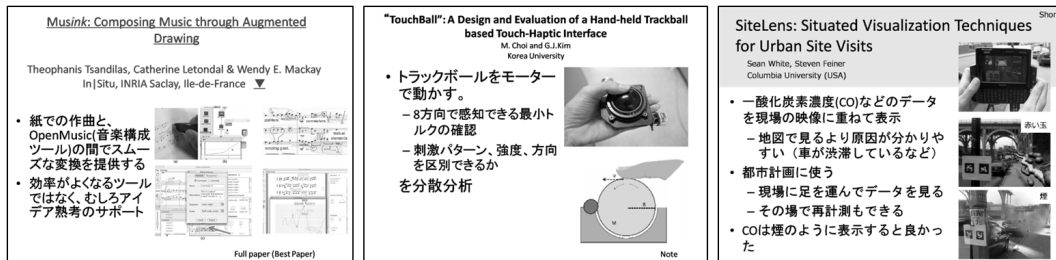 Musink: Composing Music through Augmented
Drawing
Theophanis Tsandilas, Catherine Letondal & Wendy E. Mackay
In|Situ|, INRIA Saclay, Ile-de-France
• 紙での作曲と、
OpenMusic(音楽構成
ツール)の間でスムー
ズな変換を提供する
• 効率がよくなるツール
ではなく、むしろアイ
デア熟考のサポート
Full paper (Best Paper)
“TouchBall”: A Design and Evaluation of a Hand-held Trackball
based Touch-Haptic Interface
M. Choi and G.J.Kim
Korea University
• トラックボールをモーター
で動かす。
– 8方向で感知できる最小ト
ルクの確認
– 刺激パターン、強度、方向
を区別できるか
を分散分析
Note
Shor
SiteLens: Situated Visualization Techniques
for Urban Site Visits
Sean White, Steven Feiner
Columbia University (USA)
• 一酸化炭素濃度(CO)などのデータ
を現場の映像に重ねて表示
– 地図で見るより原因が分かりや
すい（車が渋滞しているなど）
• 都市計画に使う
– 現場に足を運んでデータを見る
– その場で再計測もできる
• COは煙のように表示すると良かっ
た
赤い玉
煙